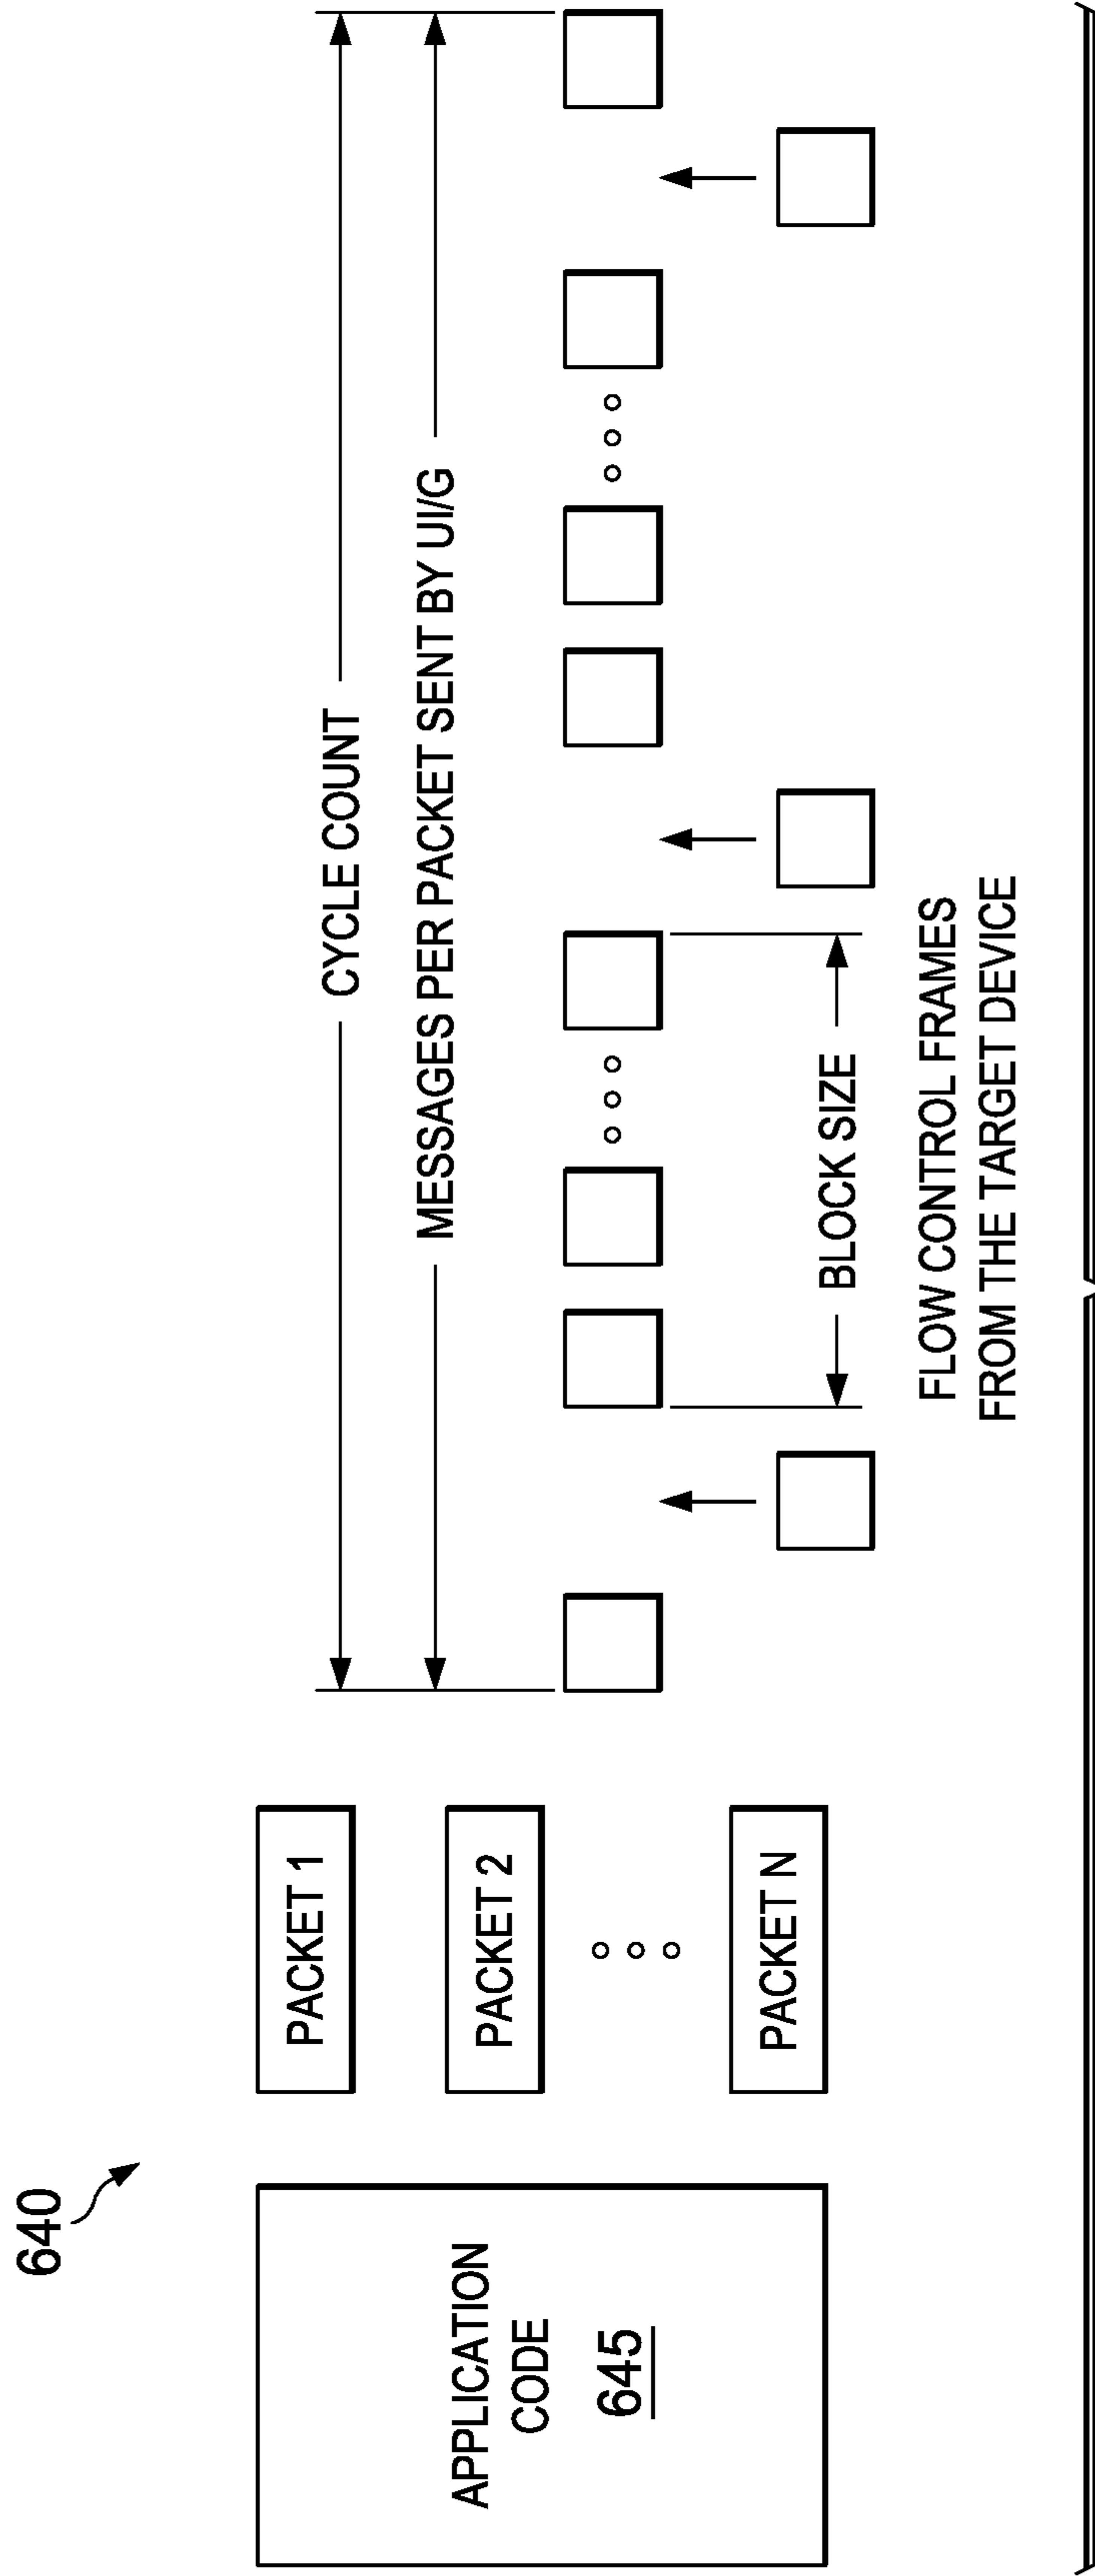 640
APPLICATION
CODE
645
PACKET 1
PACKET 2
PACKET N
CYCLE COUNT
MESSAGES PER PACKET SENT BY UI/G
BLOCK SIZE
FLOW CONTROL FRAMES
FROM THE TARGET DEVICE